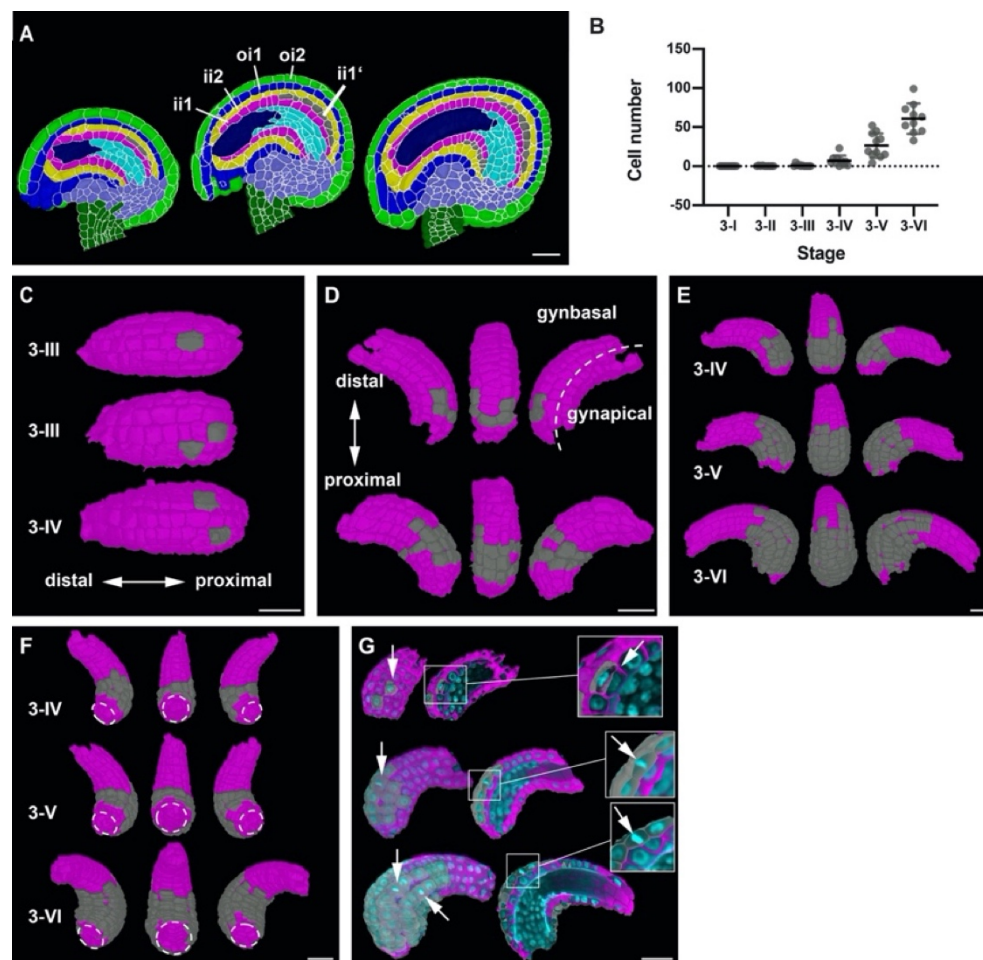 A
oi1
oi2
ii2
ii1'
ii1
B
150
100
50
0
-50
Cell number
3-I
3-II
3-III
3-IV
3-V
3-VI
Stage
C
3-III
3-III
3-IV
distal
proximal
D
gynbasal
distal
gynapical
proximal
E
3-IV
3-V
3-VI
F
3-IV
3-V
3-VI
G